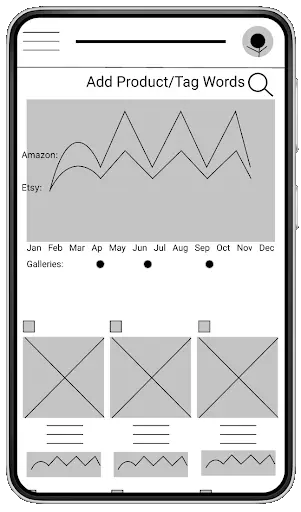 Add Product/Tag Words
Amazon:
Etsy:
Jan Feb Mar Ap May Jun Jul Aug Sep Oct Nov Dec
Galleries: